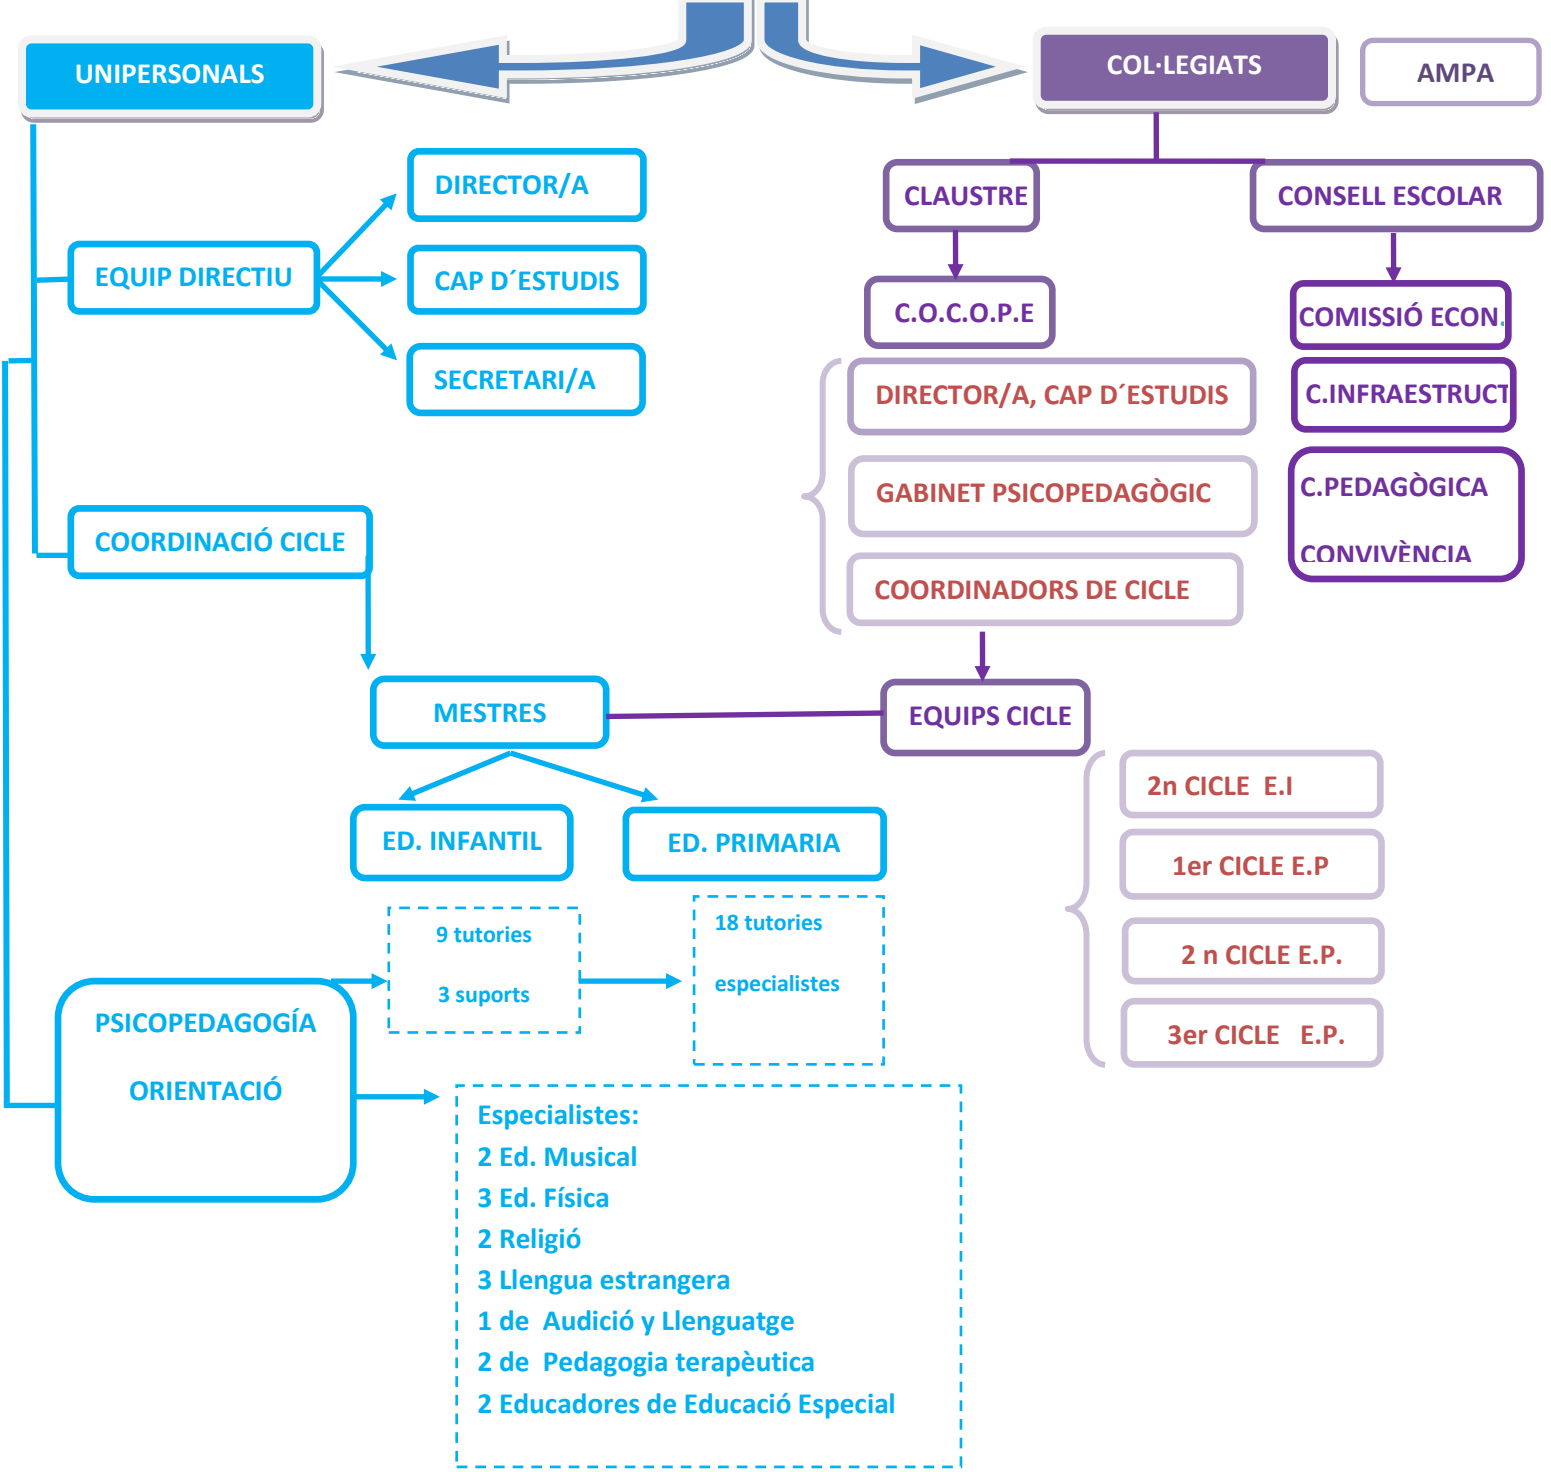 UNIPERSONALS
COL·LEGIATS
AMPA
DIRECTOR/A
CLAUSTRE
CONSELL ESCOLAR
EQUIP DIRECTIU
CAP D´ESTUDIS
C.O.C.O.P.E
COMISSIÓ ECON.
SECRETARI/A
DIRECTOR/A, CAP D´ESTUDIS
C.INFRAESTRUCT
GABINET PSICOPEDAGÒGIC
C.PEDAGÒGICA
CONVIVÈNCIA
COORDINACIÓ CICLE
COORDINADORS DE CICLE
MESTRES
EQUIPS CICLE
ED. INFANTIL
ED. PRIMARIA
2n CICLE  E.I
1er CICLE E.P
2 n CICLE E.P.
3er CICLE   E.P.
9 tutories
3 suports
18 tutories
especialistes
PSICOPEDAGOGÍA
ORIENTACIÓ
Especialistes:
2 Ed. Musical
3 Ed. Física
2 Religió
3 Llengua estrangera
1 de  Audició y Llenguatge
2 de  Pedagogia terapèutica
2 Educadores de Educació Especial